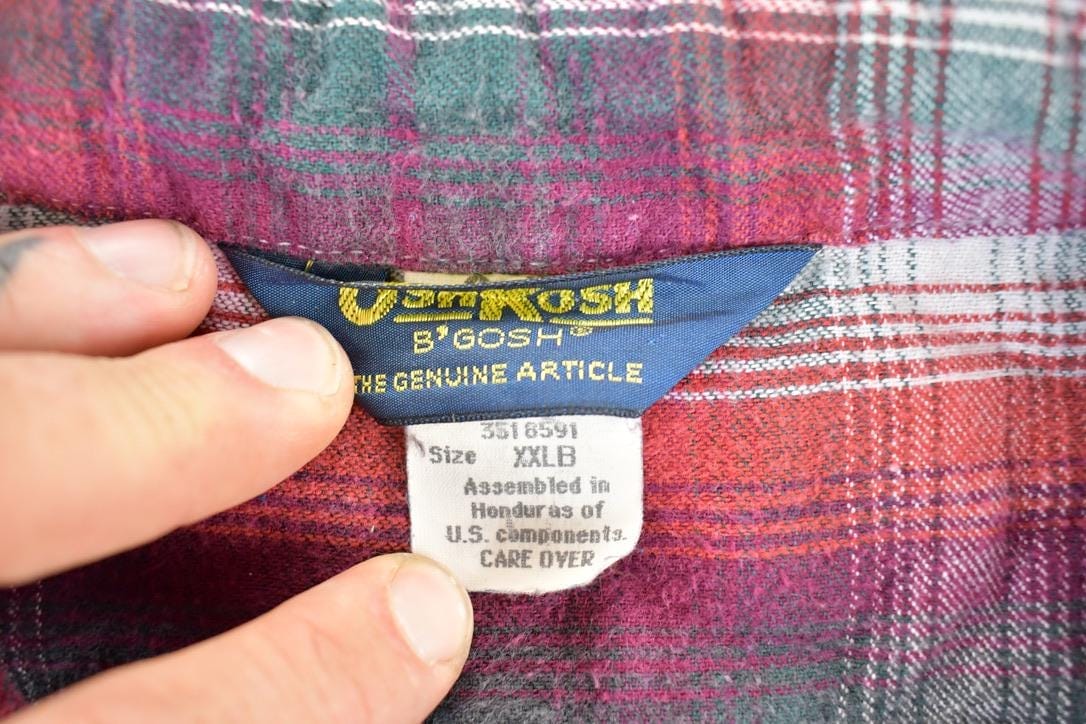 OSHKOSH
B'GOSH®
THE GENUINE ARTICLE
3518591
Size XXLB
Assembled in
Honduras of
U.S. components.
CARE OVER